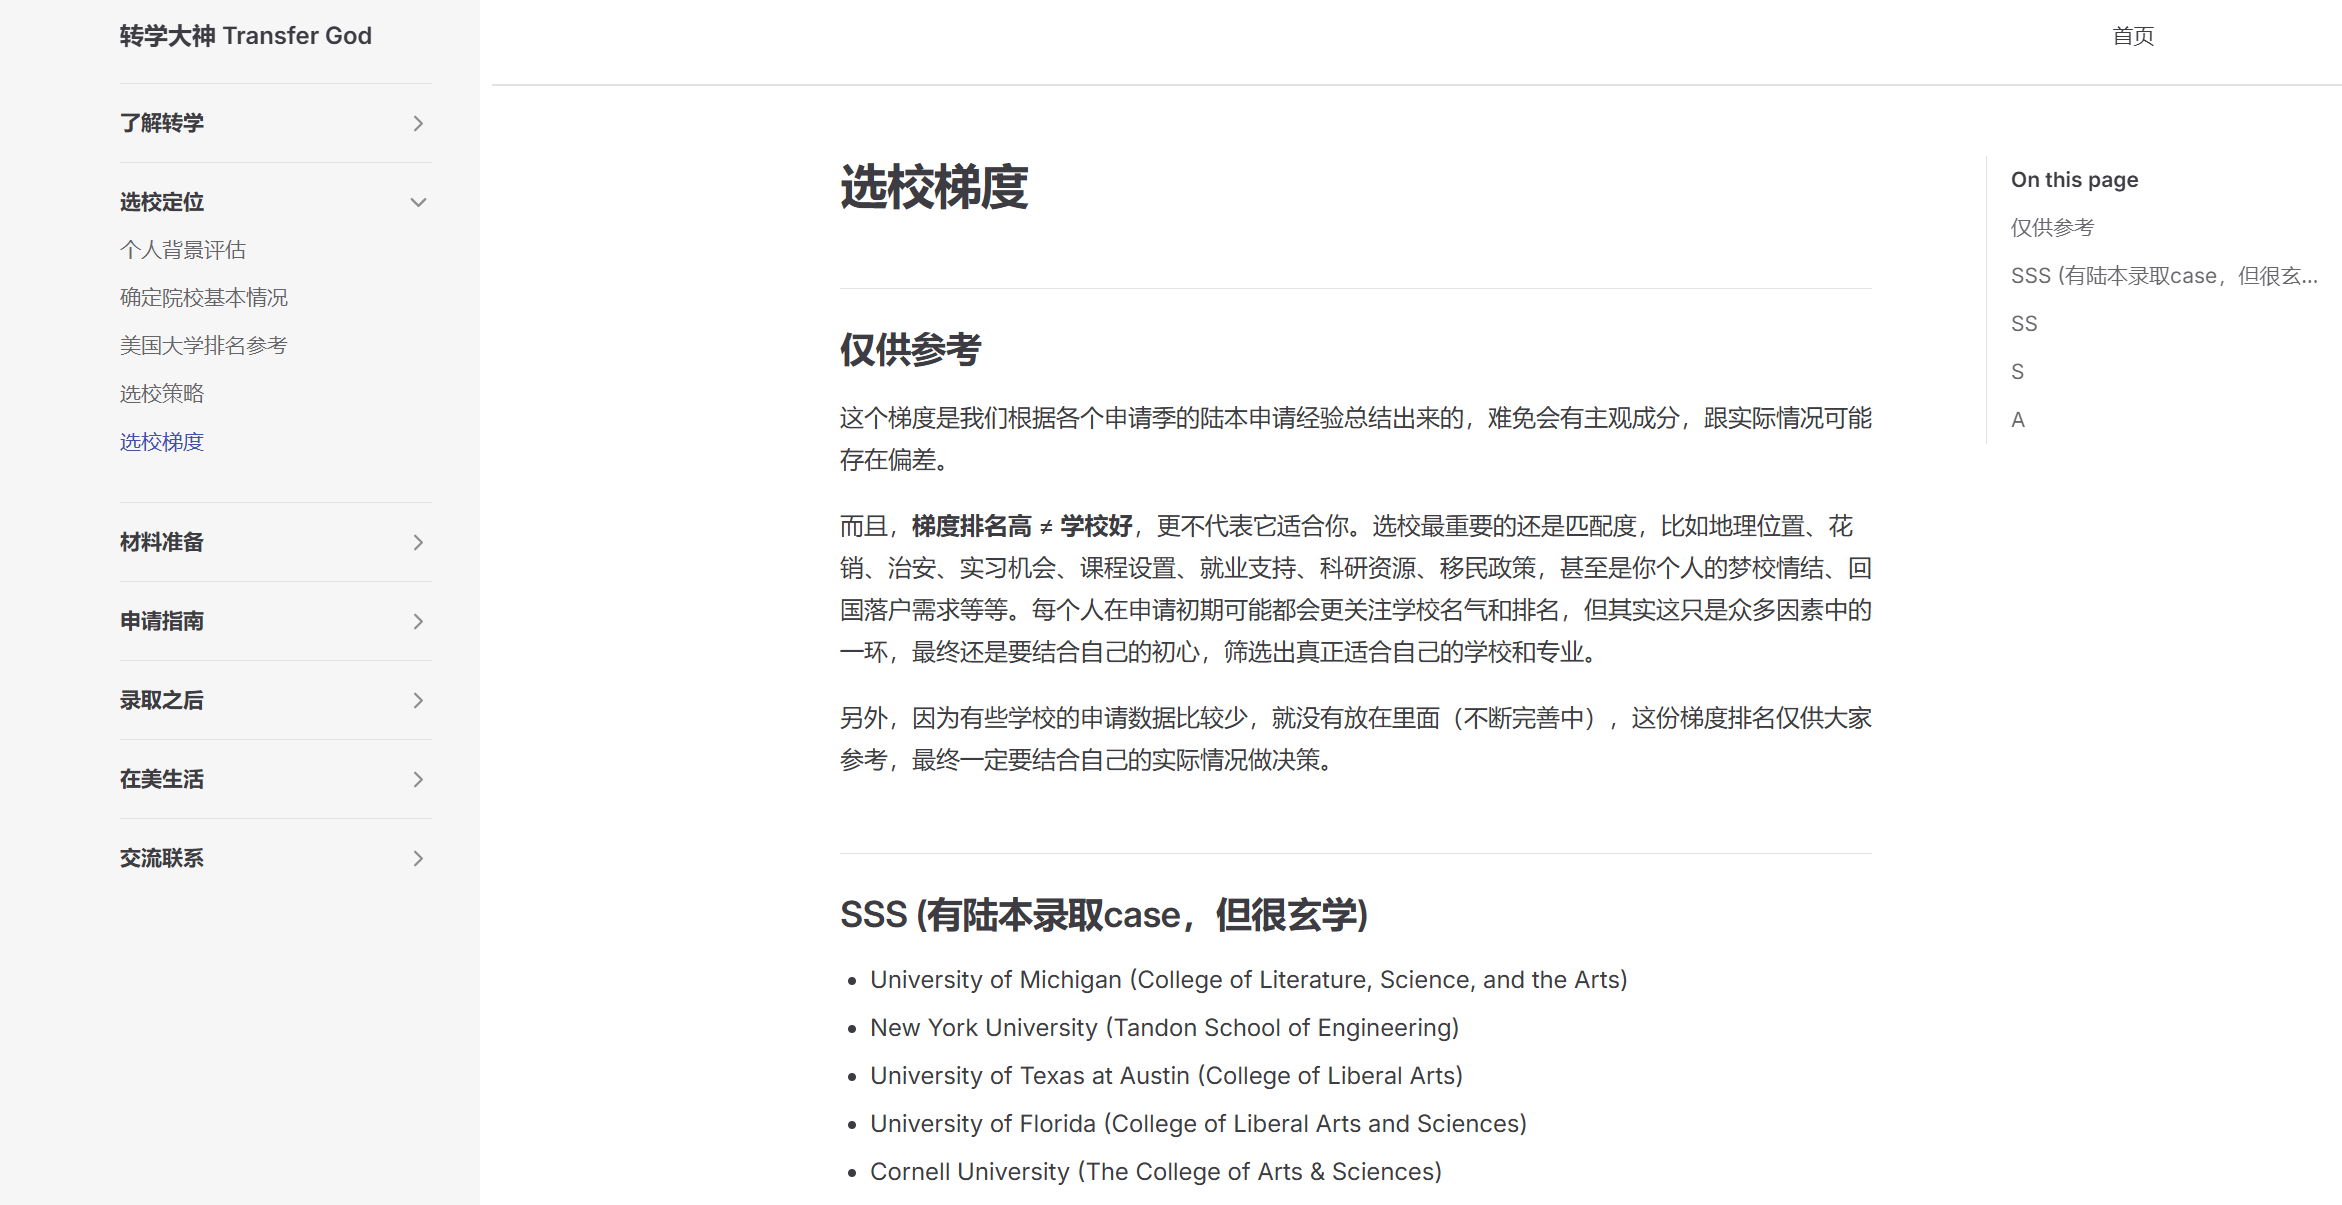 转学大神 Transfer God
首页
了解转学
选校定位
个人背景评估
确定院校基本情况
美国大学排名参考
选校策略
选校梯度
材料准备
申请指南
录取之后
在美生活
交流联系
选校梯度
仅供参考
这个梯度是我们根据各个申请季的陆本申请经验总结出来的，难免会有主观成分，跟实际情况可能
存在偏差。
而且，梯度排名高 ≠ 学校好，更不代表它适合你。选校最重要的还是匹配度，比如地理位置、花
销、治安、实习机会、课程设置、就业支持、科研资源、移民政策，甚至是你个人的梦校情结、回
国落户需求等等。每个人在申请初期可能都会更关注学校名气和排名，但其实这只是众多因素中的
一环，最终还是要结合自己的初心，筛选出真正适合自己的学校和专业。
另外，因为有些学校的申请数据比较少，就没有放在里面（不断完善中），这份梯度排名仅供大家
参考，最终一定要结合自己的实际情况做决策。
SSS (有陆本录取case，但很玄学)
• University of Michigan (College of Literature, Science, and the Arts)
• New York University (Tandon School of Engineering)
• University of Texas at Austin (College of Liberal Arts)
• University of Florida (College of Liberal Arts and Sciences)
• Cornell University (The College of Arts & Sciences)
On this page
仅供参考
SSS (有陆本录取case，但很玄...
SS
S
A